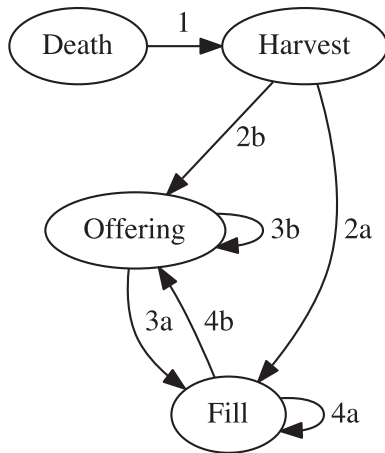 1
Death Harvest
2b
Offering 3b 2a
3a 4b
Fill 4a